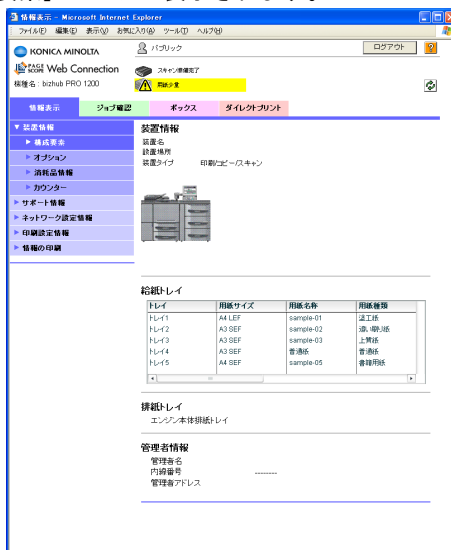 情報表示 - Microsoft Internet Explorer
ファイル(F) 編集(E) 表示(V) お気に入り(A) ツール(T) ヘルプ(H)
KONICA MINOLTA
パブリック
ログアウト
?
PAGE SCOPE Web Connection
スキャン準備完了
機種名 : bizhub PRO 1200
用紙少量
情報表示 ジョブ確認 ボックス ダイレクトプリント
▼ 装置情報
▶ 構成要素
▶ オプション
▶ 消耗品情報
▶ カウンター
▶ サポート情報
▶ ネットワーク設定情報
▶ 印刷設定情報
▶ 情報の印刷
装置情報
装置名
設置場所
装置タイプ 印刷/コピー/スキャン
給紙トレイ
トレイ 用紙サイズ 用紙名称 用紙種類
トレイ1 A4 LEF sample-01 塗工紙
トレイ2 A3 SEF sample-02
トレイ3 A3 SEF sample-03 上質紙
トレイ4 A3 SEF 普通紙 普通紙
トレイ5 A4 SEF sample-05 書籍用紙
排紙トレイ
エンジン本体排紙トレイ
管理者情報
管理者名
内線番号 --------
管理者アドレス